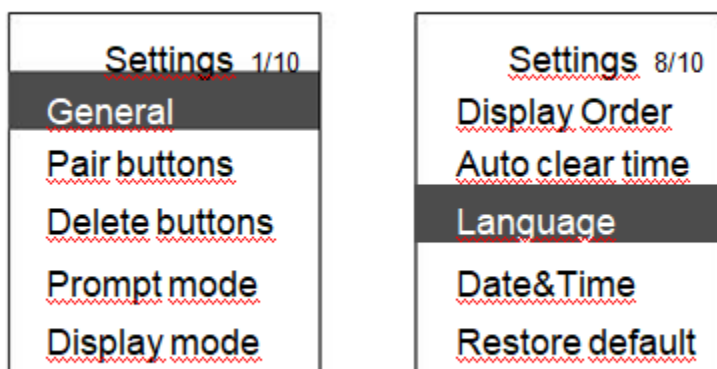 Settings 1/10
General
Pair buttons
Delete buttons
Prompt mode
Display mode
Settings 8/10
Display Order
Auto clear time
Language
Date&Time
Restore default